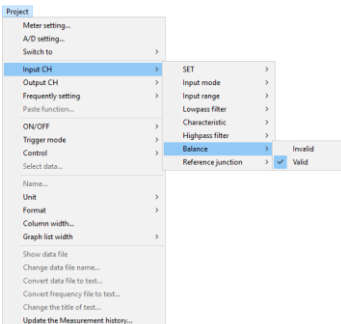 Project
Meter setting...
A/D setting...
Switch to
Input CH
Output CH
Frequently setting
Paste function...
ON/OFF
Trigger mode
Control
Select data...
Name...
Unit
Format
Column width...
Graph list width
Show data file
Change data file name...
Convert data file to text...
Convert frequency file to text...
Change the title of test...
Update the Measurement history...
SET
Input mode
Input range
Lowpass filter
Characteristic
Highpass filter
Balance
Reference junction
Invalid
Valid